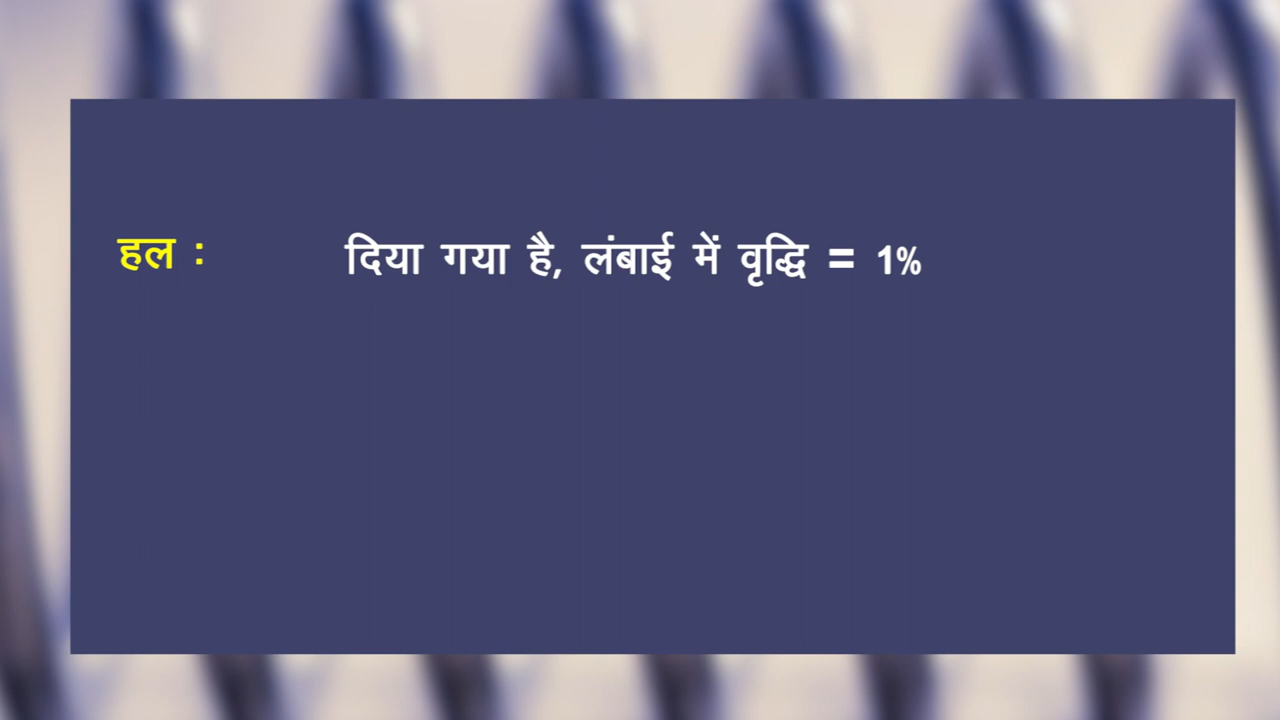 हल : दिया गया है, लंबाई में वृद्धि = 1%